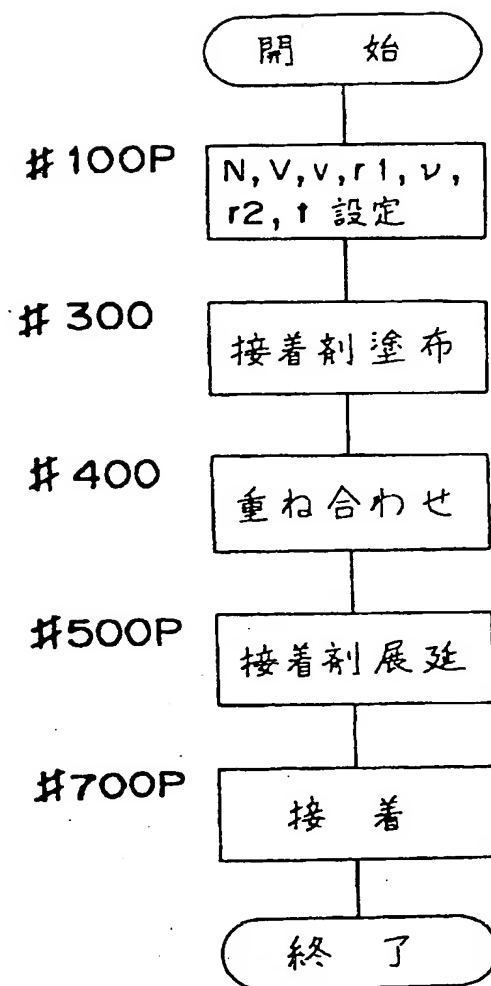 開 始
#100P
N, V, v, r1, ν,
r2, t 設定
#300
接着剤塗布
#400
重ね合わせ
#500P
接着剤展延
#700P
接 着
終 了